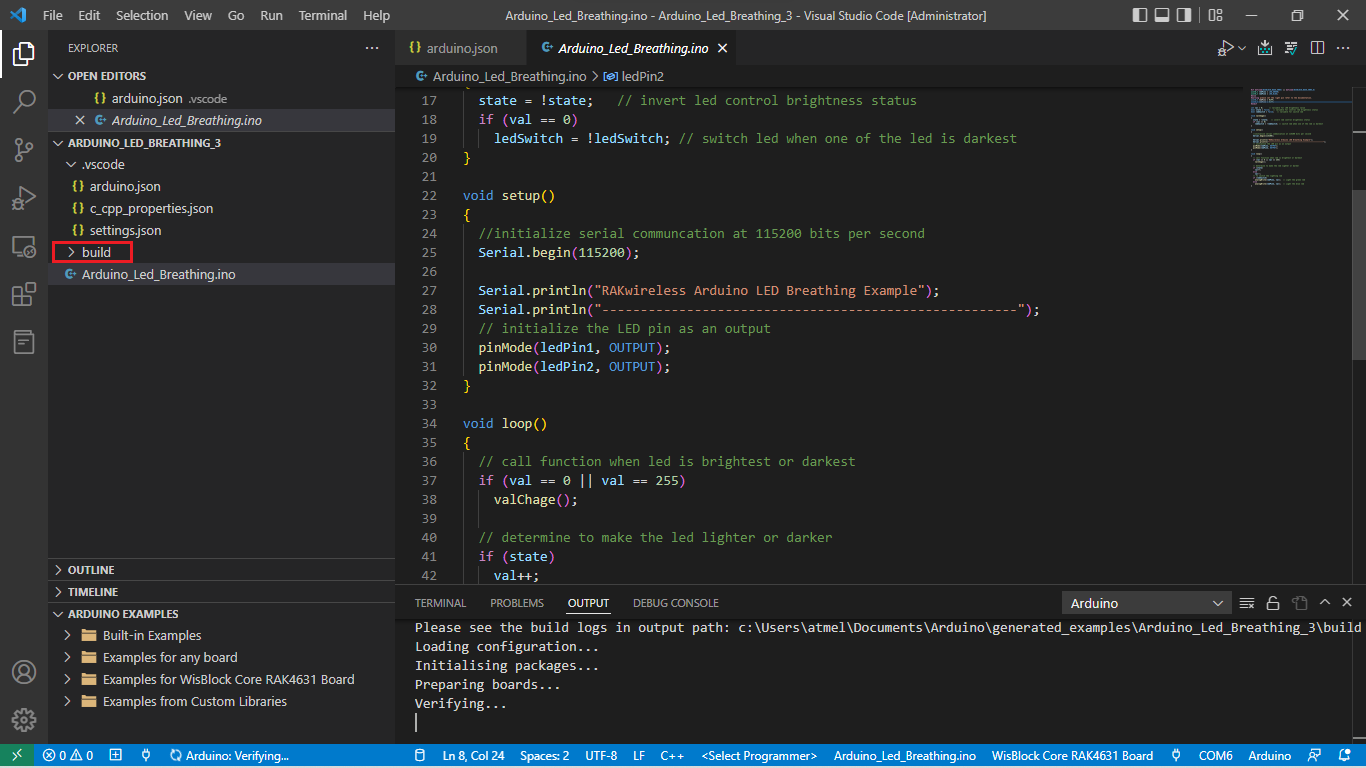 File Edit Selection View Go Run Terminal Help Arduino_Led_Breathing.ino - Arduino_Led_Breathing_3 - Visual Studio Code [Administrator]
EXPLORER
OPEN EDITORS
arduino.json .vscode
Arduino_Led_Breathing.ino
ARDUINO_LED_BREATHING_3
.vscode
arduino.json
c_cpp_properties.json
settings.json
build
Arduino_Led_Breathing.ino
OUTLINE
TIMELINE
ARDUINO EXAMPLES
Built-in Examples
Examples for any board
Examples for WisBlock Core RAK4631 Board
Examples from Custom Libraries
arduino.json Arduino_Led_Breathing.ino
Arduino_Led_Breathing.ino > ledPin2
17 state = !state; // invert led control brightness status
18 if (val == 0)
19 ledSwitch = !ledSwitch; // switch led when one of the led is darkest
20 }
21
22 void setup()
23 {
24 //initialize serial communcation at 115200 bits per second
25 Serial.begin(115200);
26
27 Serial.println("RAKwireless Arduino LED Breathing Example");
28 Serial.println("------------------------------------------------------");
29 // initialize the LED pin as an output
30 pinMode(ledPin1, OUTPUT);
31 pinMode(ledPin2, OUTPUT);
32 }
33
34 void loop()
35 {
36 // call function when led is brightest or darkest
37 if (val == 0 || val == 255)
38 valChage();
39
40 // determine to make the led lighter or darker
41 if (state)
42 val++;
TERMINAL PROBLEMS OUTPUT DEBUG CONSOLE Arduino
Please see the build logs in output path: c:\Users\atmel\Documents\Arduino\generated_examples\Arduino_Led_Breathing_3\build
Loading configuration...
Initialising packages...
Preparing boards...
Verifying...
0 0 Arduino: Verifying... Ln 8, Col 24 Spaces: 2 UTF-8 LF C++ <Select Programmer> Arduino_Led_Breathing.ino WisBlock Core RAK4631 Board COM6 Arduino